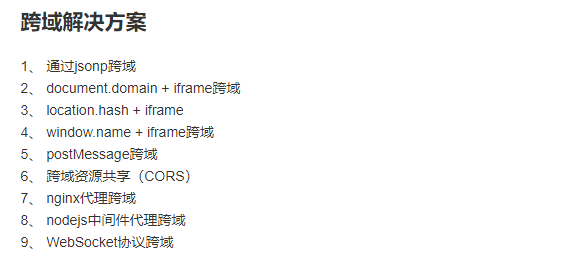 跨域解决方案
1、 通过jsonp跨域
2、 document.domain + iframe跨域
3、 location.hash + iframe
4、 window.name + iframe跨域
5、 postMessage跨域
6、 跨域资源共享（CORS）
7、 nginx代理跨域
8、 nodejs中间件代理跨域
9、 WebSocket协议跨域